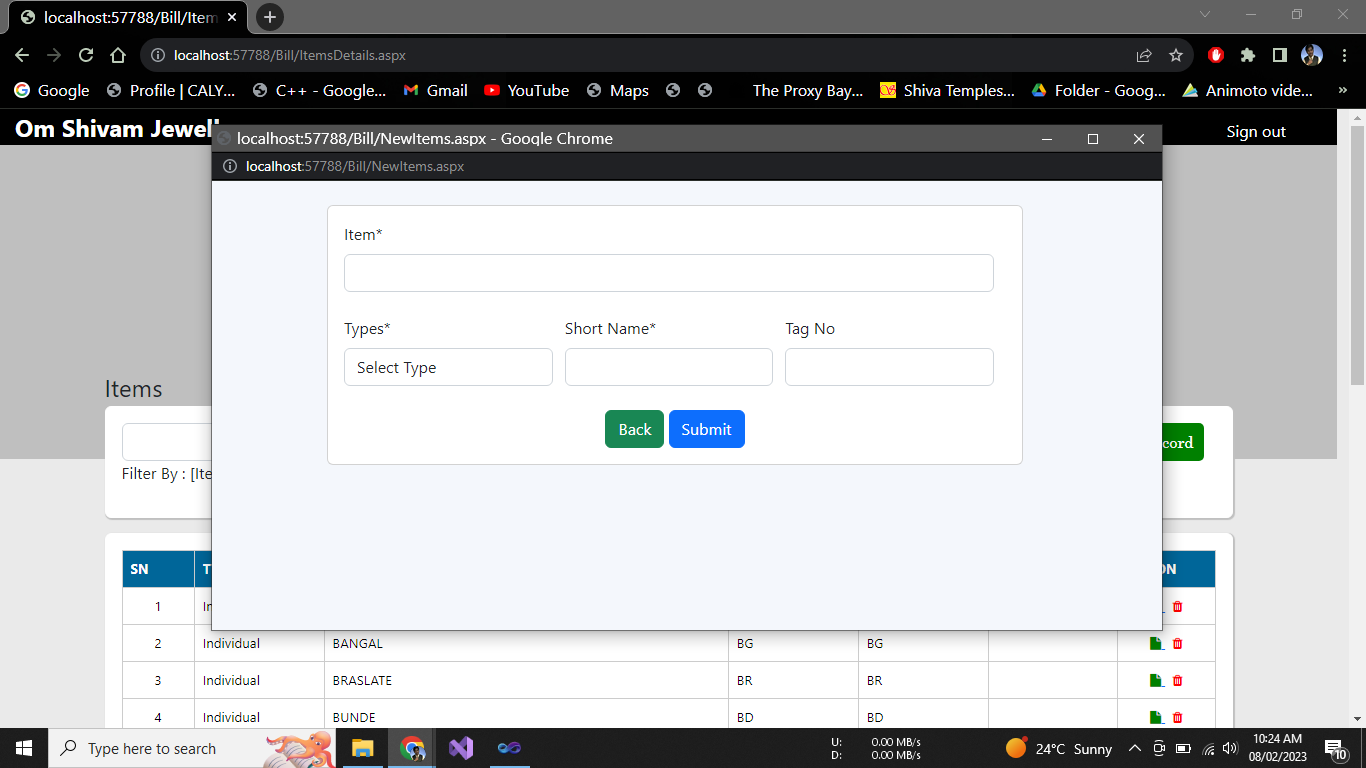 localhost:57788/Bill/Item
localhost:57788/Bill/ItemsDetails.aspx
Google Profile | CALY... C++ - Google... Gmail YouTube Maps The Proxy Bay... Shiva Temples... Folder - Goog... Animoto vide... »
Om Shivam Jewell Sign out
localhost:57788/Bill/NewItems.aspx - Google Chrome
localhost:57788/Bill/NewItems.aspx
Item*
Types* Short Name* Tag No
Select Type
Items
Back Submit
cord
Filter By : [Ite
SN T ON
1 In
2 Individual BANGAL BG BG
3 Individual BRASLATE BR BR
4 Individual BUNDE BD BD
Type here to search
U: 0.00 MB/s
D: 0.00 MB/s
24°C Sunny
10:24 AM
08/02/2023
10